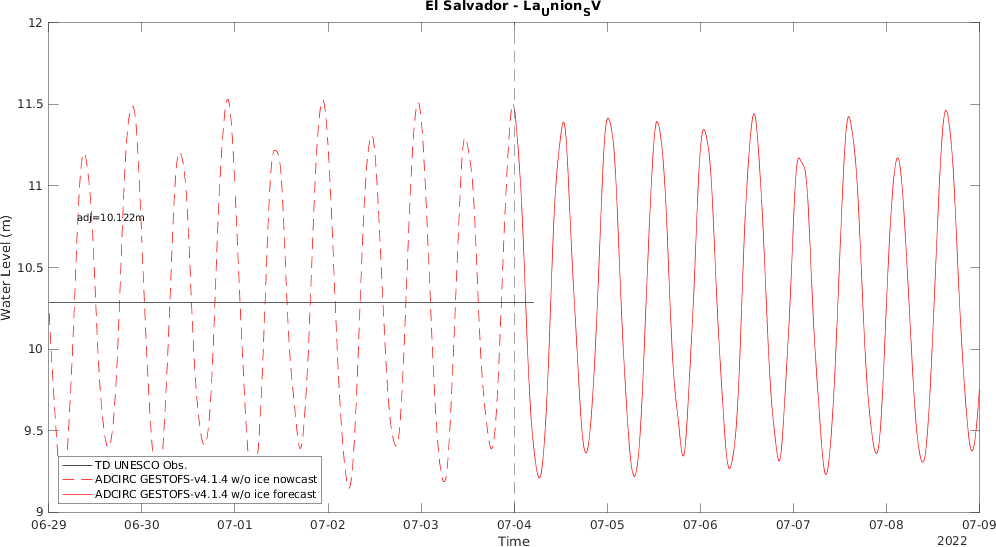 El Salvador - LaUnionSV
12
11.5
11
10.5
10
9.5
9
Water Level (m)
adj=10.122m
TD UNESCO Obs.
ADCIRC GESTOFS-v4.1.4 w/o ice nowcast
ADCIRC GESTOFS-v4.1.4 w/o ice forecast
06-29 06-30 07-01 07-02 07-03 07-04 07-05 07-06 07-07 07-08 07-09
Time
2022